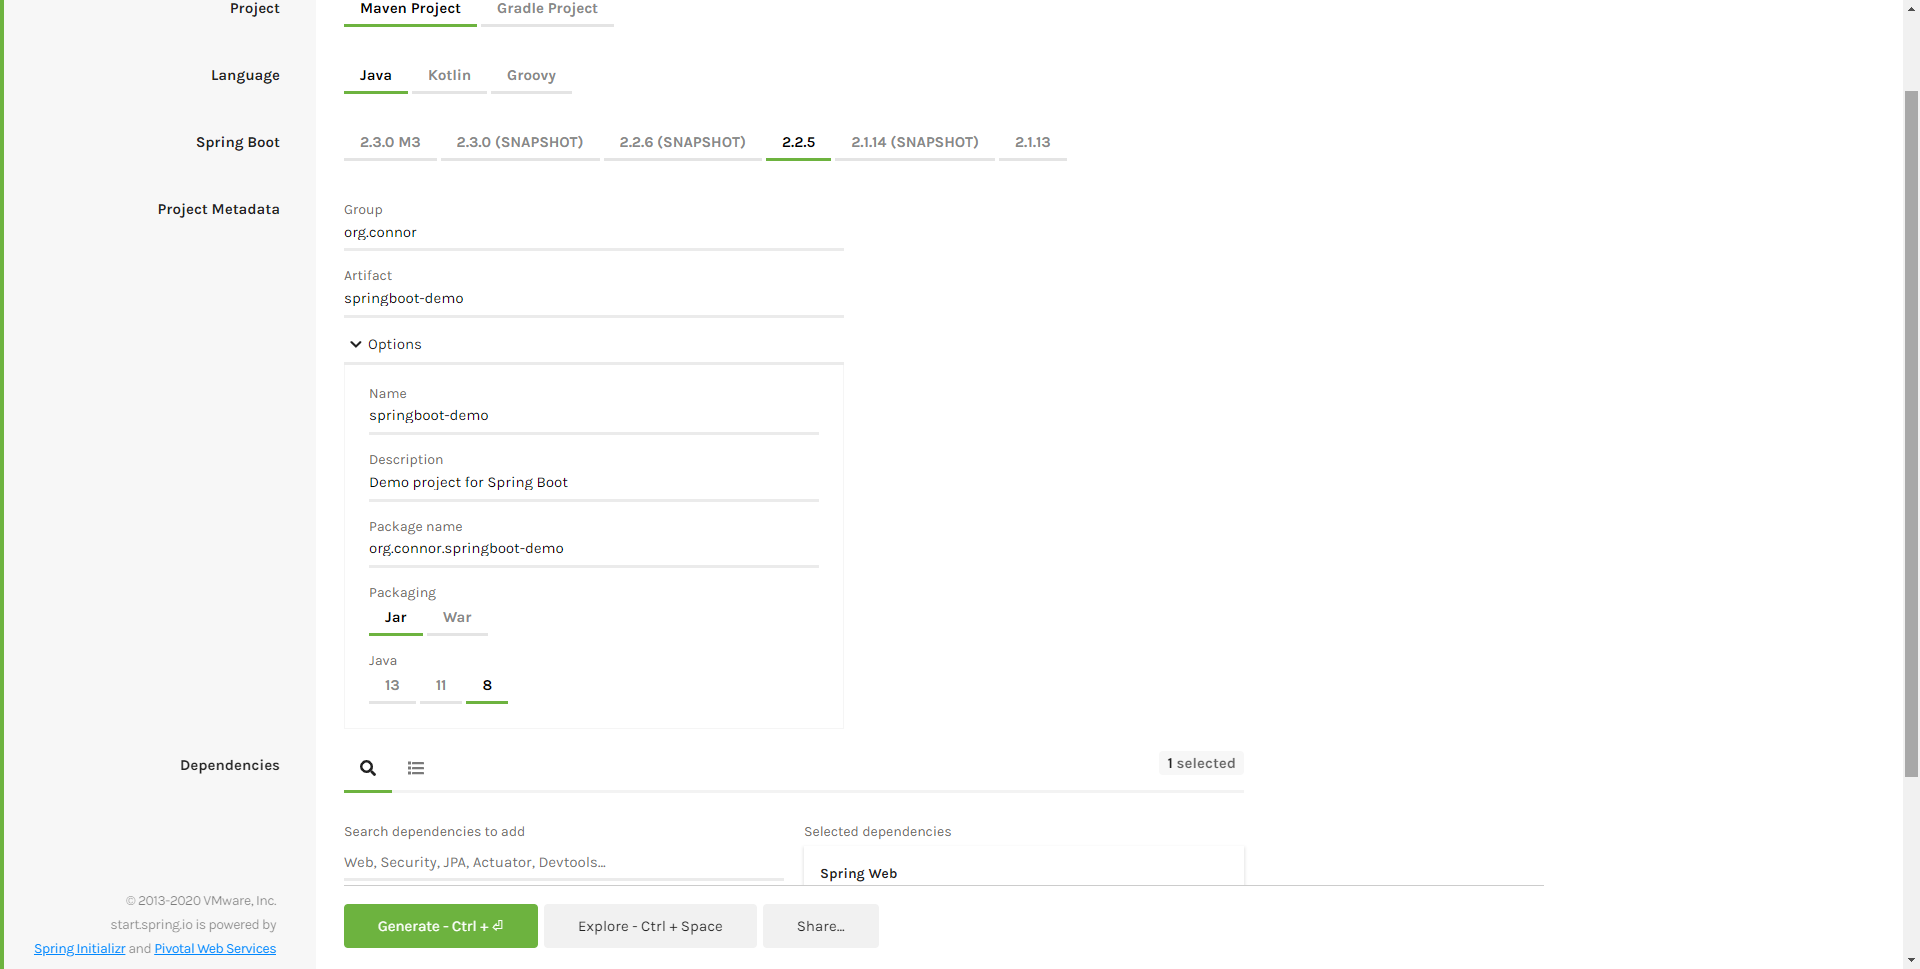 Project
Maven Project Gradle Project
Language
Java Kotlin Groovy
Spring Boot
2.3.0 M3 2.3.0 (SNAPSHOT) 2.2.6 (SNAPSHOT) 2.2.5 2.1.14 (SNAPSHOT) 2.1.13
Project Metadata
Group
org.connor
Artifact
springboot-demo
Options
Name
springboot-demo
Description
Demo project for Spring Boot
Package name
org.connor.springboot-demo
Packaging
Jar War
Java
13 11 8
Dependencies
1 selected
Search dependencies to add
Web, Security, JPA, Actuator, Devtools...
Selected dependencies
Spring Web
© 2013-2020 VMware, Inc.
start.spring.io is powered by
Spring Initializr and Pivotal Web Services
Generate - Ctrl + ⏎
Explore - Ctrl + Space
Share...